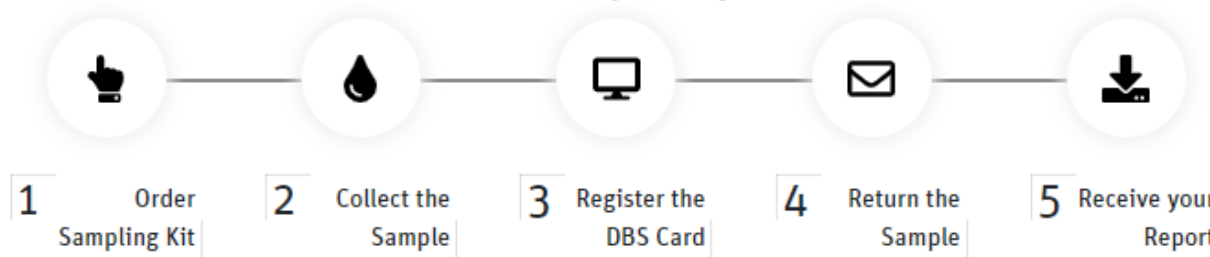 1 Order
Sampling Kit
2 Collect the
Sample
3 Register the
DBS Card
4 Return the
Sample
5 Receive your
Report